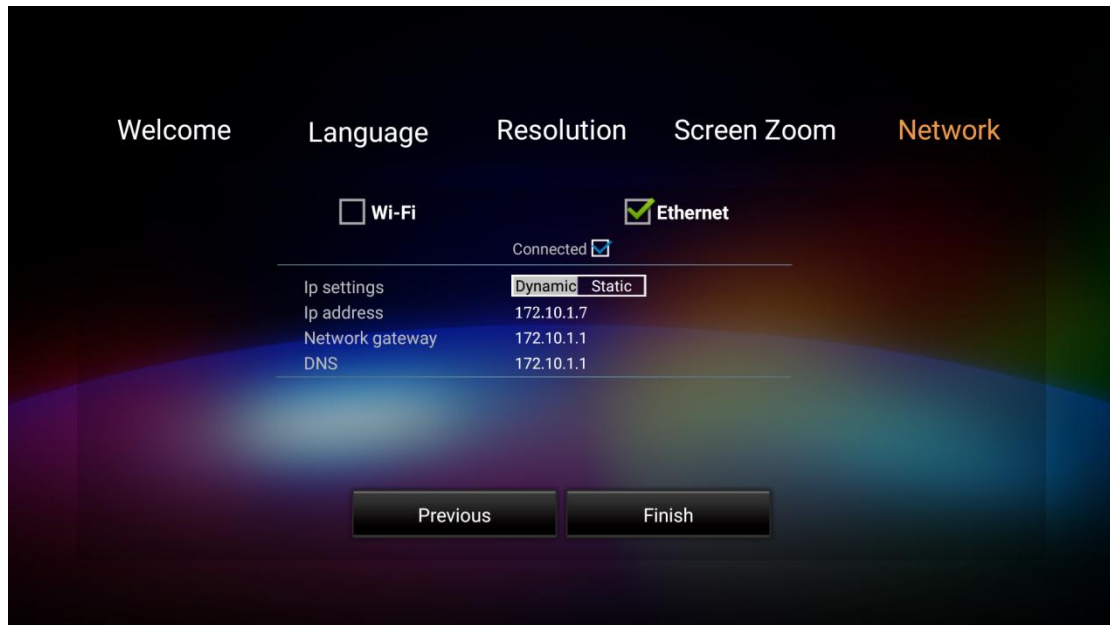 Welcome Language Resolution Screen Zoom Network
Wi-Fi Ethernet
Connected
Ip settings Dynamic Static
Ip address 172.10.1.7
Network gateway 172.10.1.1
DNS 172.10.1.1
Previous Finish